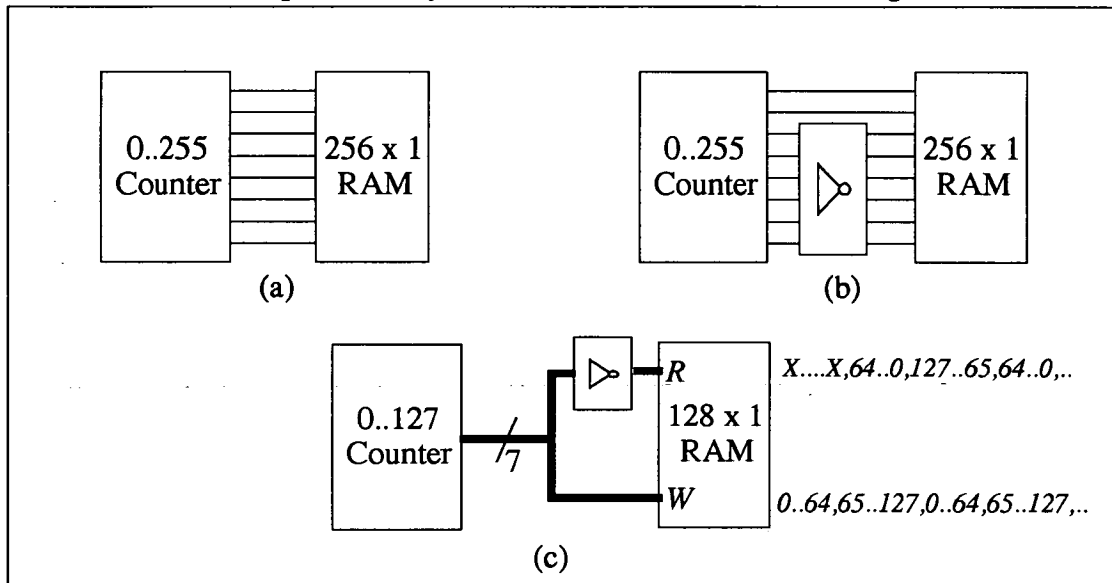 0..255
Counter
256 x 1
RAM
(a)
0..255
Counter
256 x 1
RAM
(b)
0..127
Counter
7
R
128 x 1
RAM
W
X....X,64..0,127..65,64..0,..
0..64,65..127,0..64,65..127,..
(c)